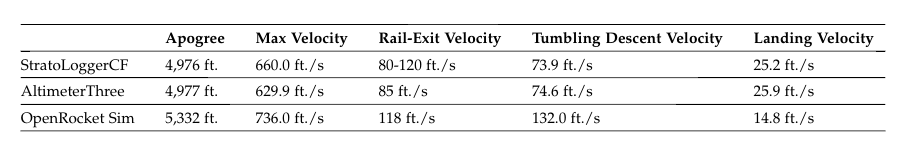 Apogree Max Velocity Rail-Exit Velocity Tumbling Descent Velocity Landing Velocity
StratoLoggerCF 4,976 ft. 660.0 ft./s 80-120 ft./s 73.9 ft./s 25.2 ft./s
AltimeterThree 4,977 ft. 629.9 ft./s 85 ft./s 74.6 ft./s 25.9 ft./s
OpenRocket Sim 5,332 ft. 736.0 ft./s 118 ft./s 132.0 ft./s 14.8 ft./s